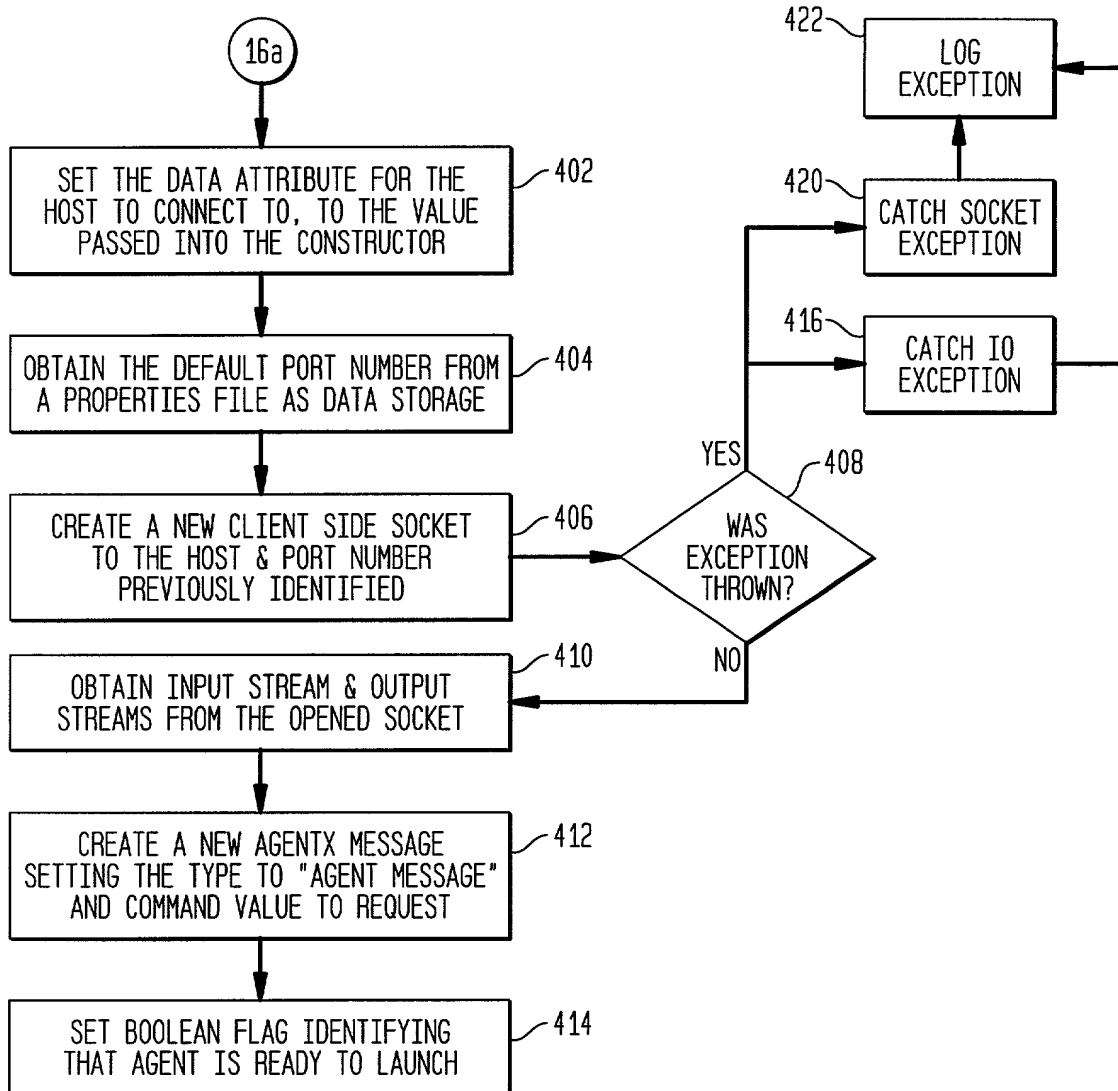 16a
SET THE DATA ATTRIBUTE FOR THE
HOST TO CONNECT TO, TO THE VALUE
PASSED INTO THE CONSTRUCTOR
402
OBTAIN THE DEFAULT PORT NUMBER FROM
A PROPERTIES FILE AS DATA STORAGE
404
CREATE A NEW CLIENT SIDE SOCKET
TO THE HOST & PORT NUMBER
PREVIOUSLY IDENTIFIED
406
WAS
EXCEPTION
THROWN?
408
YES
NO
422
LOG
EXCEPTION
420
CATCH SOCKET
EXCEPTION
416
CATCH IO
EXCEPTION
410
OBTAIN INPUT STREAM & OUTPUT
STREAMS FROM THE OPENED SOCKET
CREATE A NEW AGENTX MESSAGE
SETTING THE TYPE TO "AGENT MESSAGE"
AND COMMAND VALUE TO REQUEST
412
SET BOOLEAN FLAG IDENTIFYING
THAT AGENT IS READY TO LAUNCH
414